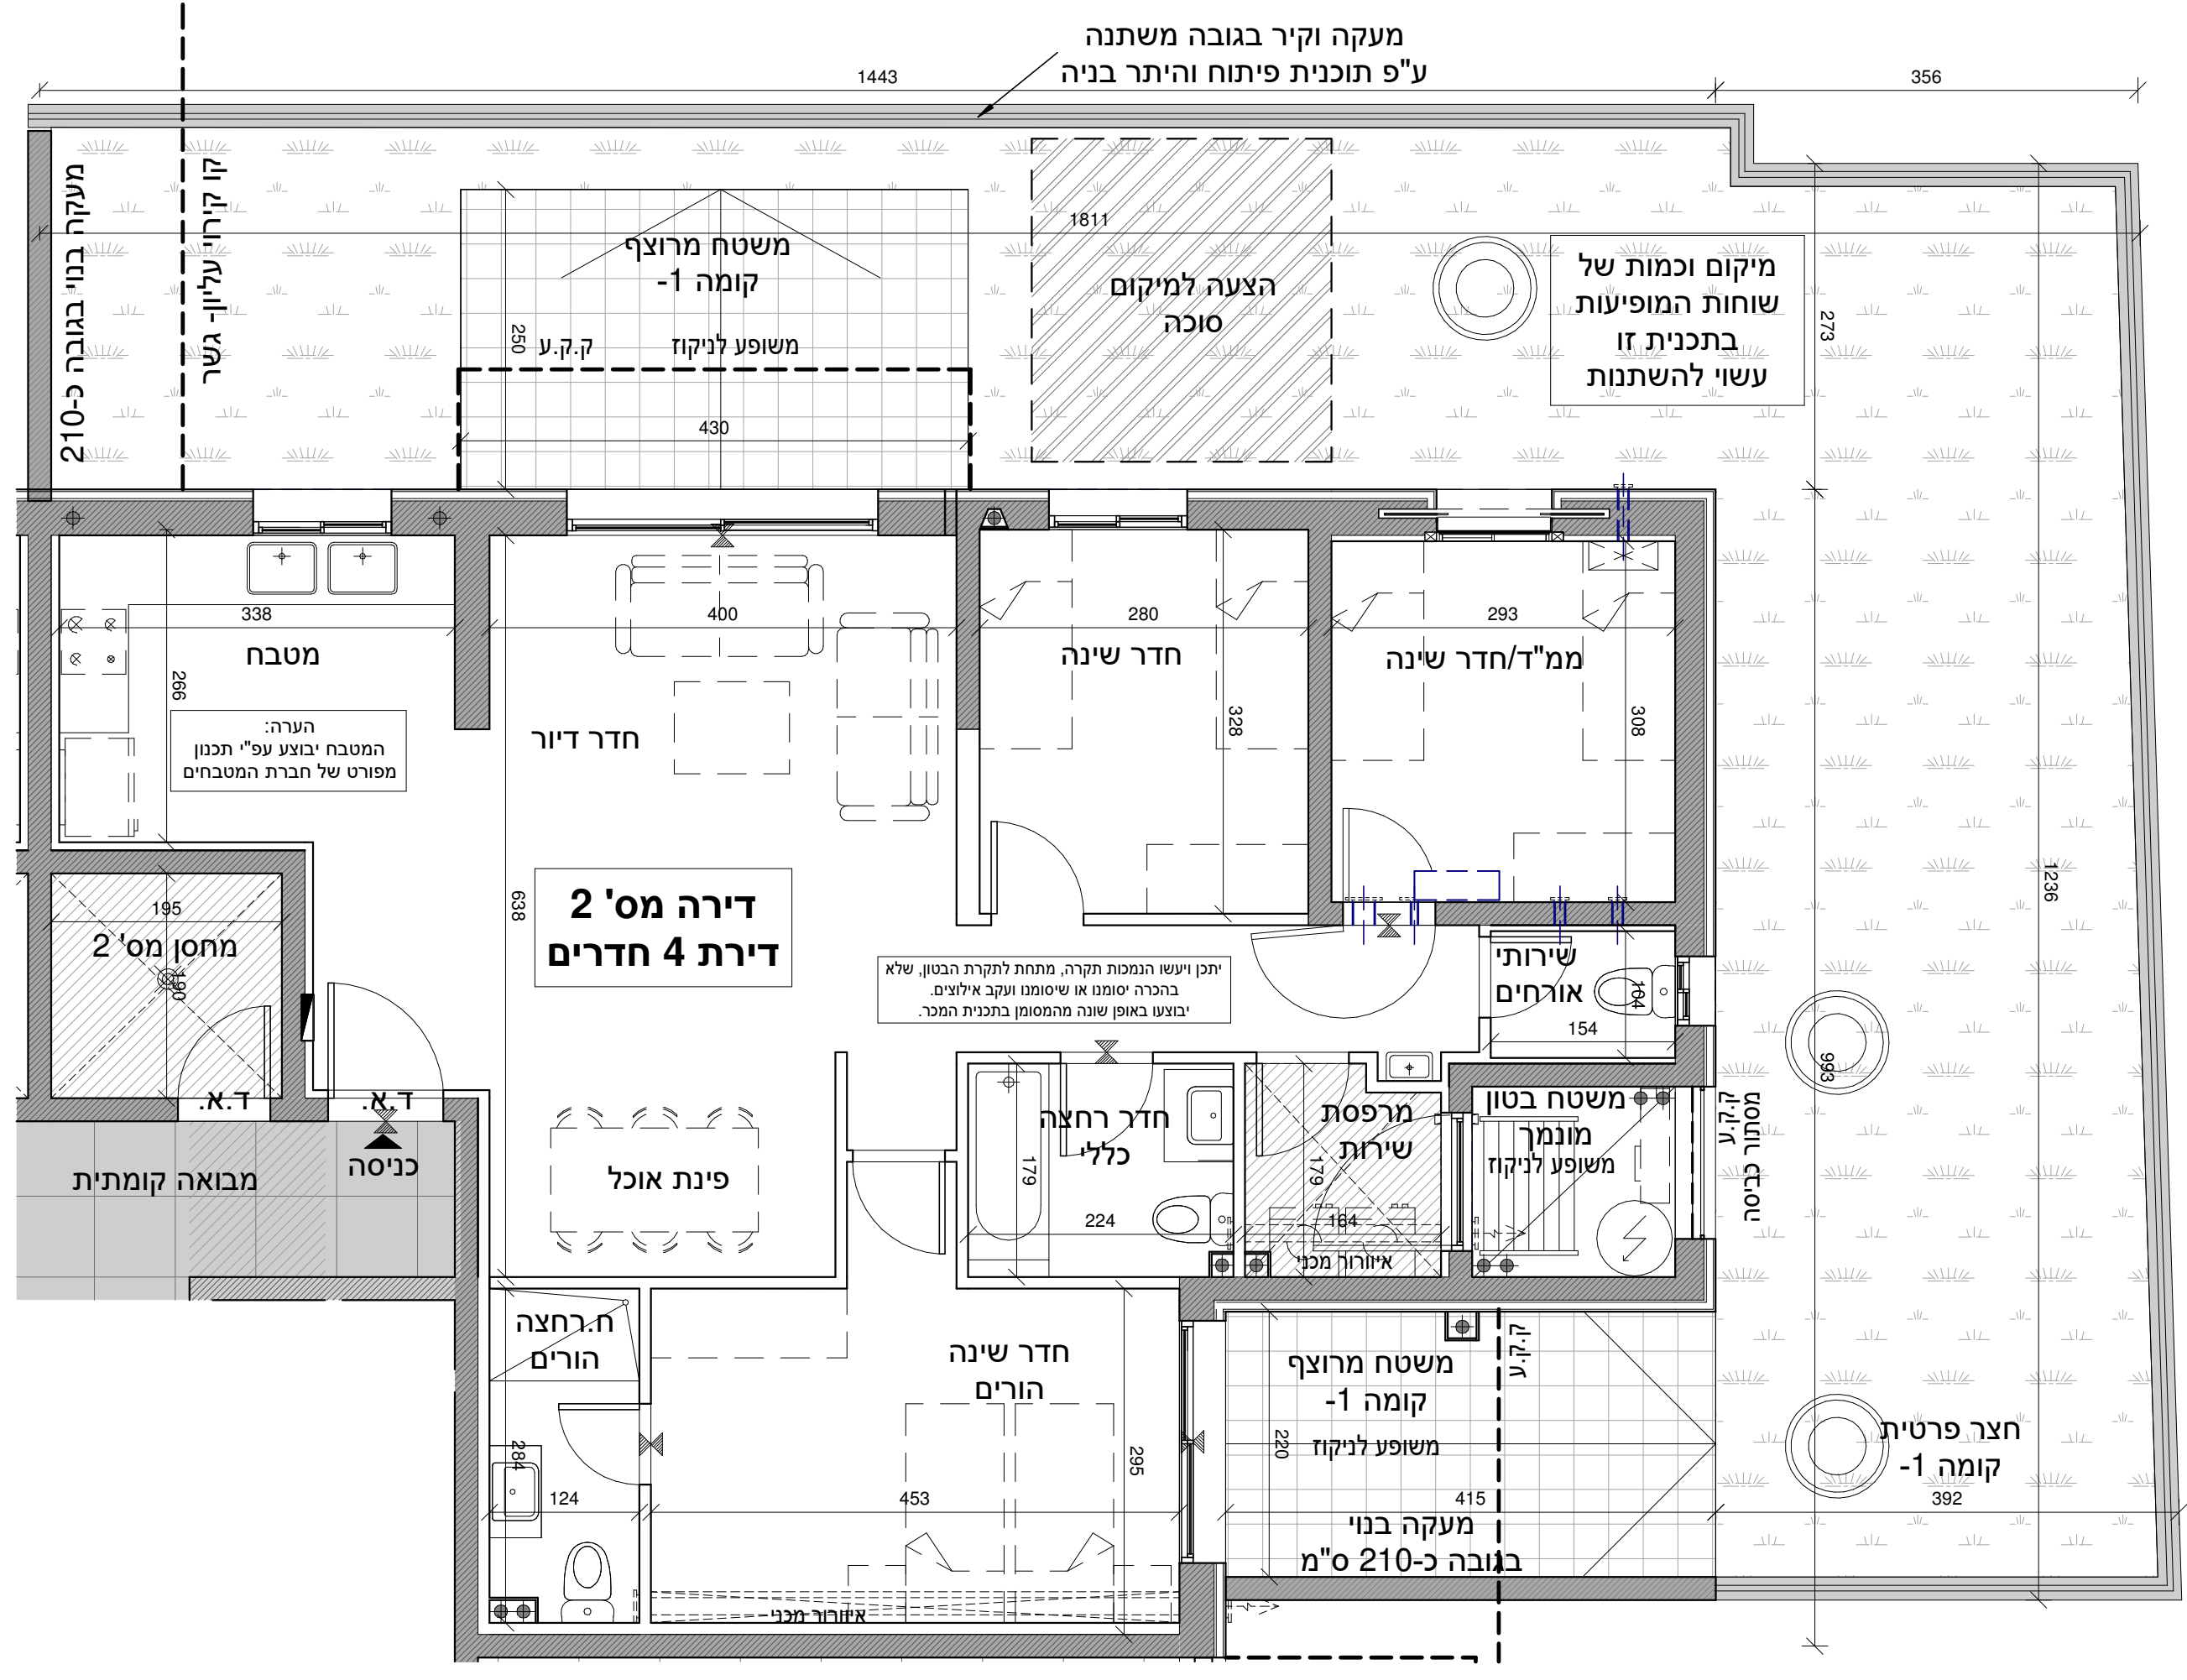 מעקה וקיר בגובה משתנה
ע"פ תוכנית פיתוח והיתר בניה
1443
356
מעקה בנוי בגובה כ-210
קו קירוי עליון- גשר
משטח מרוצף
קומה 1-
250
ק.ק.ע
משופע לניקוז
430
1811
הצעה למיקום
סוכה
מיקום וכמות של
שוחות המופיעות
בתכנית זו
עשוי להשתנות
273
338
מטבח
266
הערה:
המטבח יבוצע עפ"י תכנון
מפורט של חברת המטבחים
400
חדר דיור
638
280
חדר שינה
328
293
ממ"ד/חדר שינה
308
1236
993
195
מחסן מס' 2
190
דירה מס' 2
דירת 4 חדרים
יתכן ויעשו הנמכות תקרה, מתחת לתקרת הבטון, שלא
בהכרה יסומנו או שיסומנו ועקב אילוצים.
יבוצעו באופן שונה מהמסומן בתכנית המכר.
שירותי
אורחים
104
154
ד.א.
ד.א.
כניסה
מבואה קומתית
פינת אוכל
חדר רחצה
כללי
179
224
מרפסת
שירות
179
164
איוורור מכני
משטח בטון
מונמך
משופע לניקוז
ק.ק.ע
מסתור כביסה
ח.רחצה
הורים
284
124
חדר שינה
הורים
295
453
איוורור מכני
משטח מרוצף
קומה 1-
משופע לניקוז
220
ק.ק.ע
415
מעקה בנוי
בגובה כ-210 ס"מ
חצר פרטית
קומה 1-
392